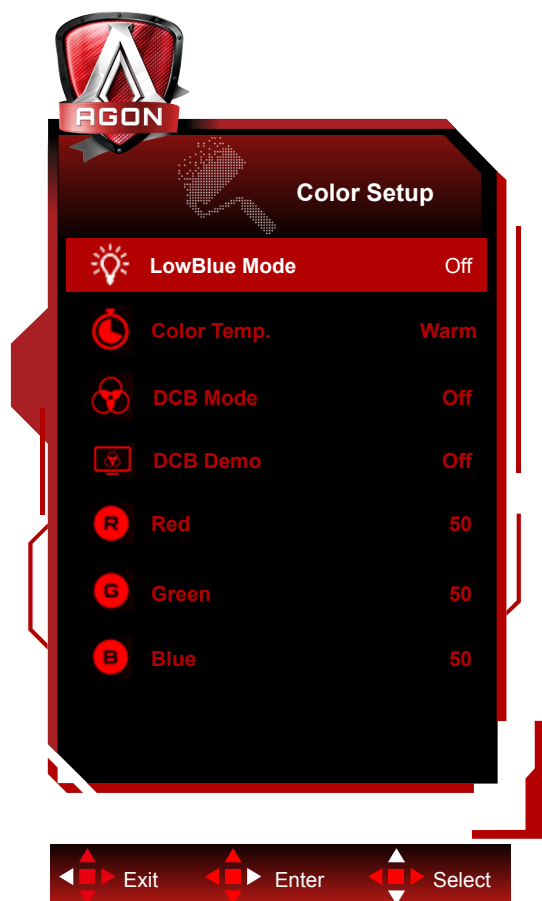 AGON
Color Setup
LowBlue Mode Off
Color Temp. Warm
DCB Mode Off
DCB Demo Off
R Red 50
G Green 50
B Blue 50
Exit Enter Select